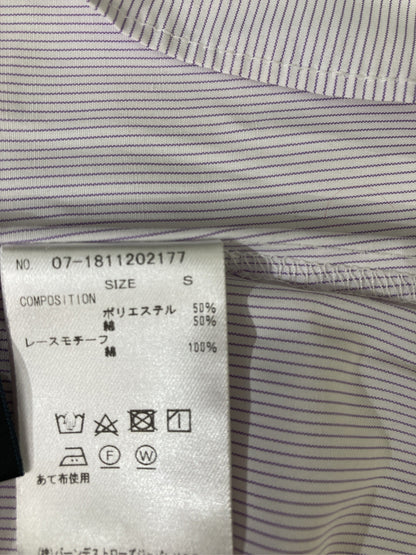 NO. 07-1811202177
SIZE S
COMPOSITION
ポリエステル 50%
綿 50%
レースモチーフ
綿 100%
F W
あて布使用